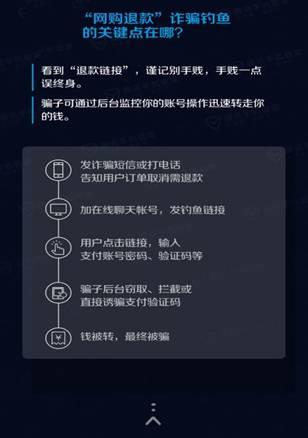 “网购退款”诈骗钓鱼
的关键点在哪?
看到“退款链接”，谨记别手贱，手贱一点
误终身。
骗子可通过后台监控你的账号操作迅速转走你
的钱。
发诈骗短信或打电话
告知用户订单取消需退款
加在线聊天帐号，发钓鱼链接
用户点击链接，输入
支付账号密码、验证码等
骗子后台窃取、拦截或
直接诱骗支付验证码
钱被转，最终被骗